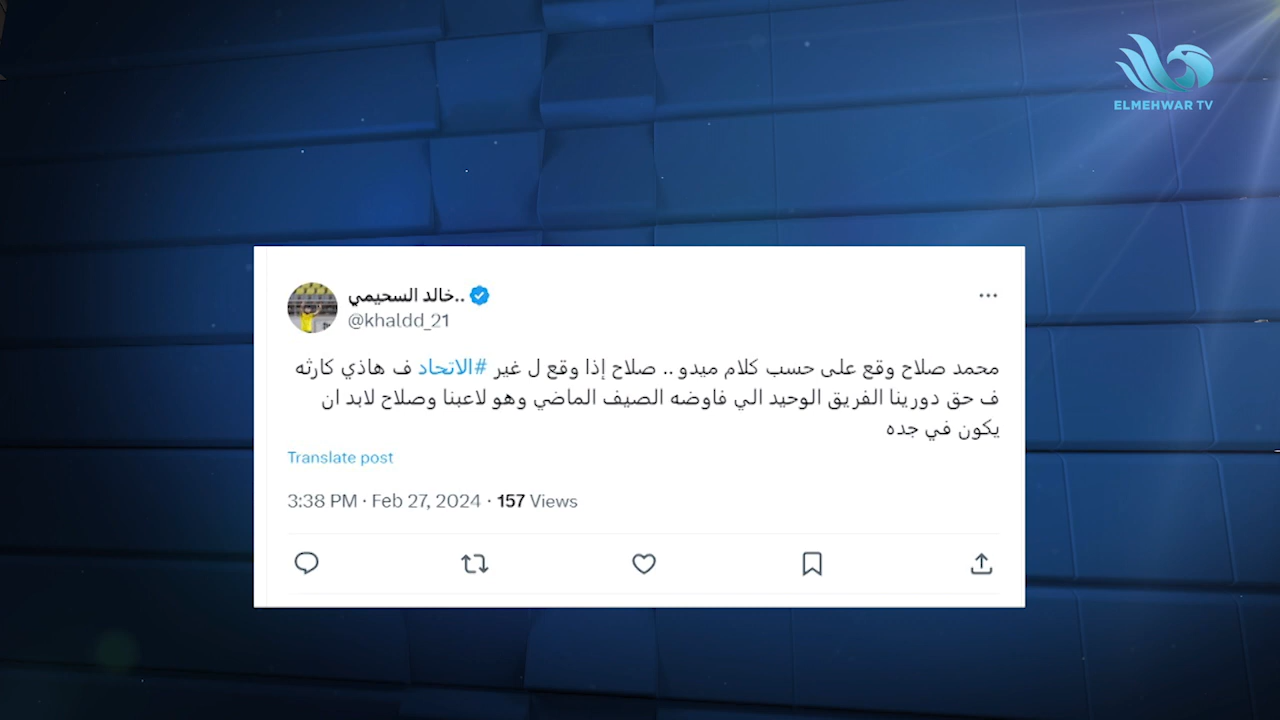 ELMEHWAR TV
خالد السحيمي..
@khaldd_21
محمد صلاح وقع على حسب كلام ميدو .. صلاح إذا وقع ل غير #الاتحاد ف هاذي كارثه
ف حق دورينا الفريق الوحيد الي فاوضه الصيف الماضي وهو لاعبنا وصلاح لابد ان
يكون في جده
Translate post
3:38 PM · Feb 27, 2024 · 157 Views